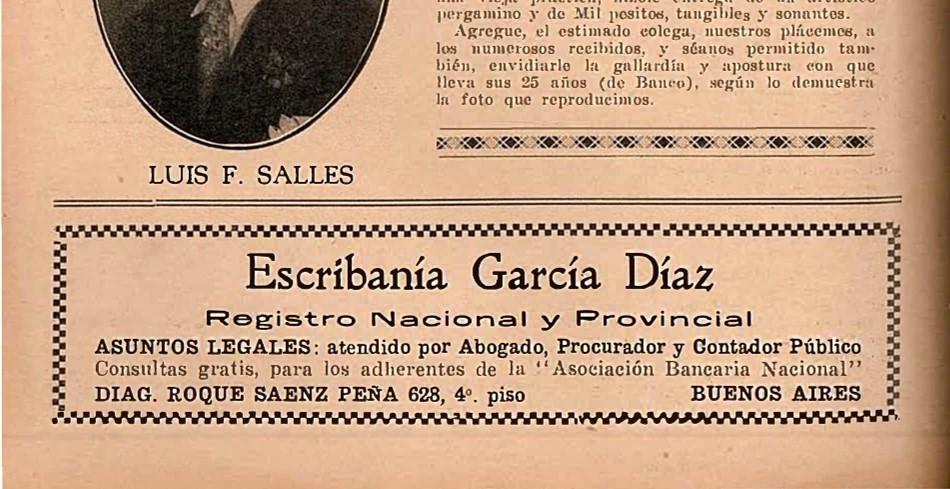 pergamino y de Mil pesitos, tangibles y sonantes.
Agregue, el estimado colega, nuestros plácemes, a
los numerosos recibidos, y séanos permitido tam-
bién, envidiarle la gallardía y apostura con que
lleva sus 25 años (de Banco), según lo demuestra
la foto que reproducimos.
LUIS F. SALLES
Escribanía García Díaz
Registro Nacional y Provincial
ASUNTOS LEGALES: atendido por Abogado, Procurador y Contador Público
Consultas gratis, para los adherentes de la "Asociación Bancaria Nacional"
DIAG. ROQUE SAENZ PEÑA 628, 4º. piso BUENOS AIRES